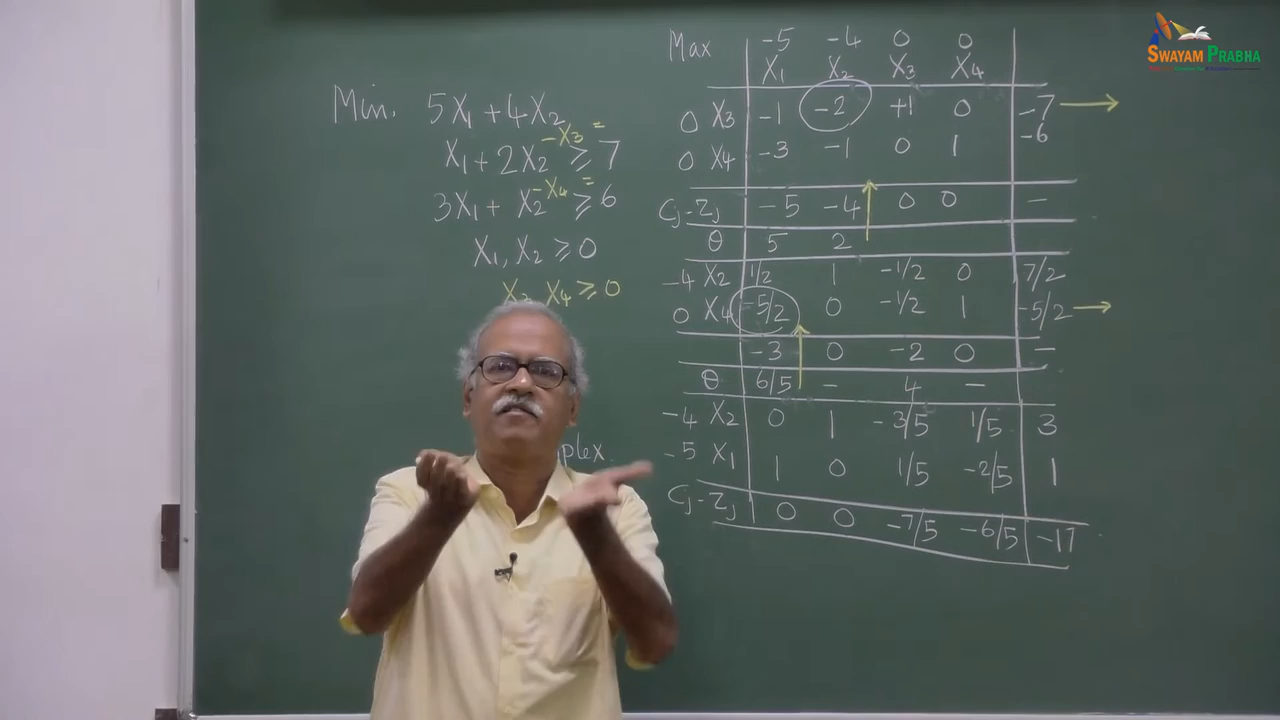 SWAYAM PRABHA
Min. 5X₁ + 4X₂
X₁ + 2X₂ -X₃ = ≥ 7
3X₁ + X₂ -X₄ = ≥ 6
X₁, X₂ ≥ 0
X₄ ≥ 0
plex
Max -5 -4 0 0
X₁ X₂ X₃ X₄
0 X₃ -1 -2 +1 0 -7 →
0 X₄ -3 -1 0 1 -6
Cj-Zj -5 -4 0 0 -
θ 5 2
-4 X₂ 1/2 1 -1/2 0 7/2
0 X₄ -5/2 0 -1/2 1 -5/2 →
-3 0 -2 0 -
θ 6/5 - 4 -
-4 X₂ 0 1 -3/5 1/5 3
-5 X₁ 1 0 1/5 -2/5 1
Cj-Zj 0 0 -7/5 -6/5 -17